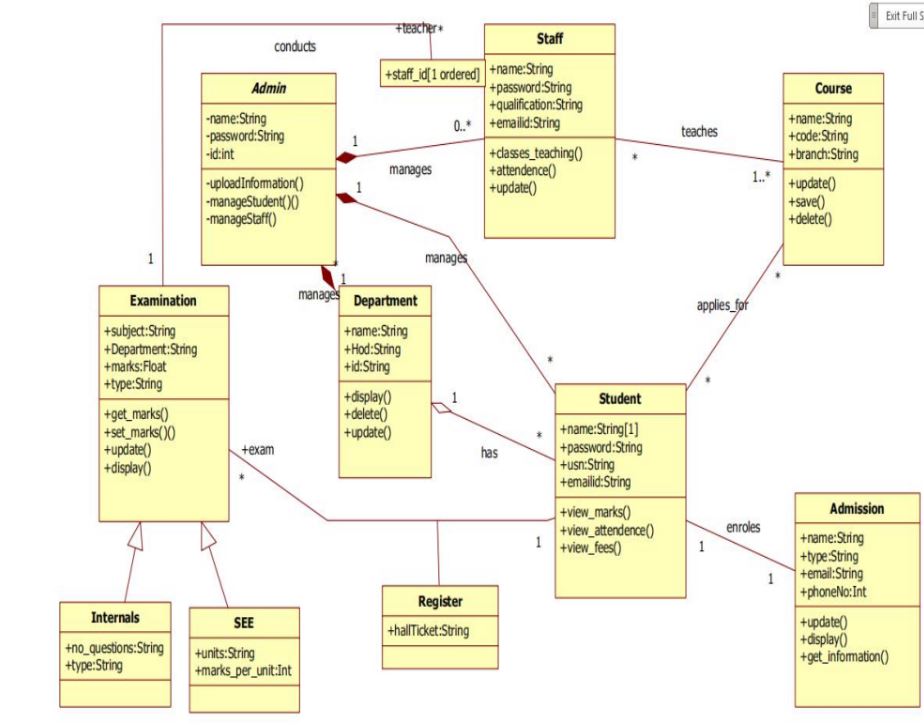 Exit Full S
+teacher*
conducts
+staff_id[1 ordered]
Staff
+name:String
+password:String
+qualification:String
+emailid:String
+classes_teaching()
+attendence()
+update()
Admin
-name:String
-password:String
-id:int
-uploadInformation()
-manageStudent()()
-manageStaff()
1
0..*
manages
1
manages
*
teaches
*
1..*
Course
+name:String
+code:String
+branch:String
+update()
+save()
+delete()
*
1
manages
1
Examination
+subject:String
+Department:String
+marks:Float
+type:String
+get_marks()
+set_marks()()
+update()
+display()
Department
+name:String
+Hod:String
+id:String
+display()
+delete()
+update()
1
has
*
*
applies_for
*
Student
+name:String[1]
+password:String
+usn:String
+emailid:String
+view_marks()
+view_attendence()
+view_fees()
+exam
*
1
enroles
1
1
Admission
+name:String
+type:String
+email:String
+phoneNo:Int
+update()
+display()
+get_information()
Internals
+no_questions:String
+type:String
SEE
+units:String
+marks_per_unit:Int
Register
+hallTicket:String